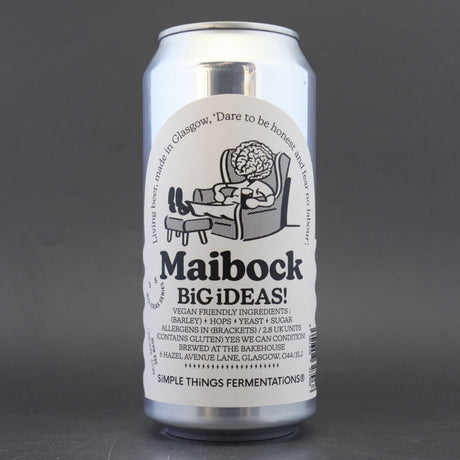 Living beer, made in Glasgow, ‘Dare to be honest and fear no labour;
Maibock
BiG iDEAS!
VEGAN FRIENDLY INGREDIENTS :
(BARLEY) HOPS YEAST SUGAR
ALLERGENS IN (BRACKETS) / 2.8 UK UNITS
(CONTAINS GLUTEN) YES WE CAN CONDITION!
BREWED AT THE BAKEHOUSE
6 HAZEL AVENUE LANE, GLASGOW, G44/3LJ
SiMPLE THiNGS FERMENTATiONS®